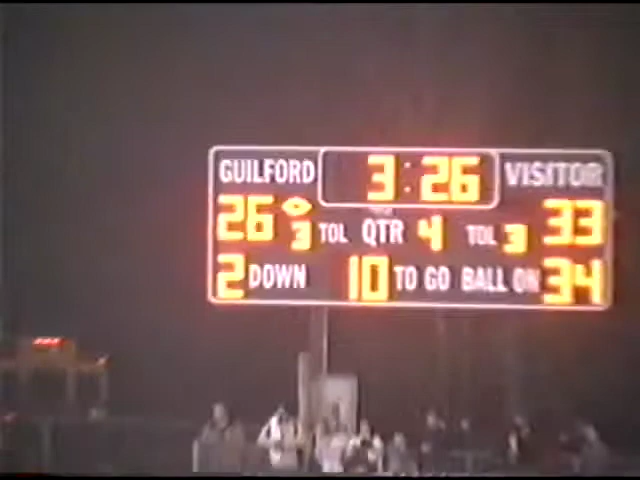 GUILFORD 3:26 VISITOR
26 3 TOL QTR 4 TOL 3 33
2 DOWN 10 TO GO BALL ON 34